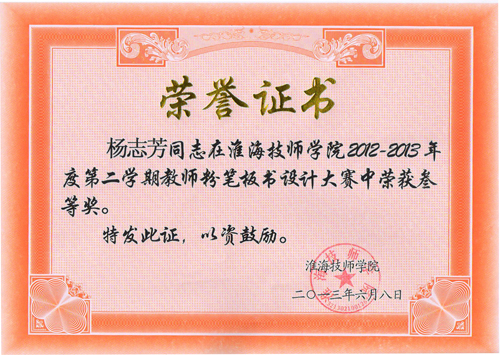 荣誉证书
杨志芳同志在淮海技师学院2012-2013年
度第二学期教师粉笔板书设计大赛中荣获叁
等奖。
特发此证，以资鼓励。
淮海技师学院
二〇一三年六月八日